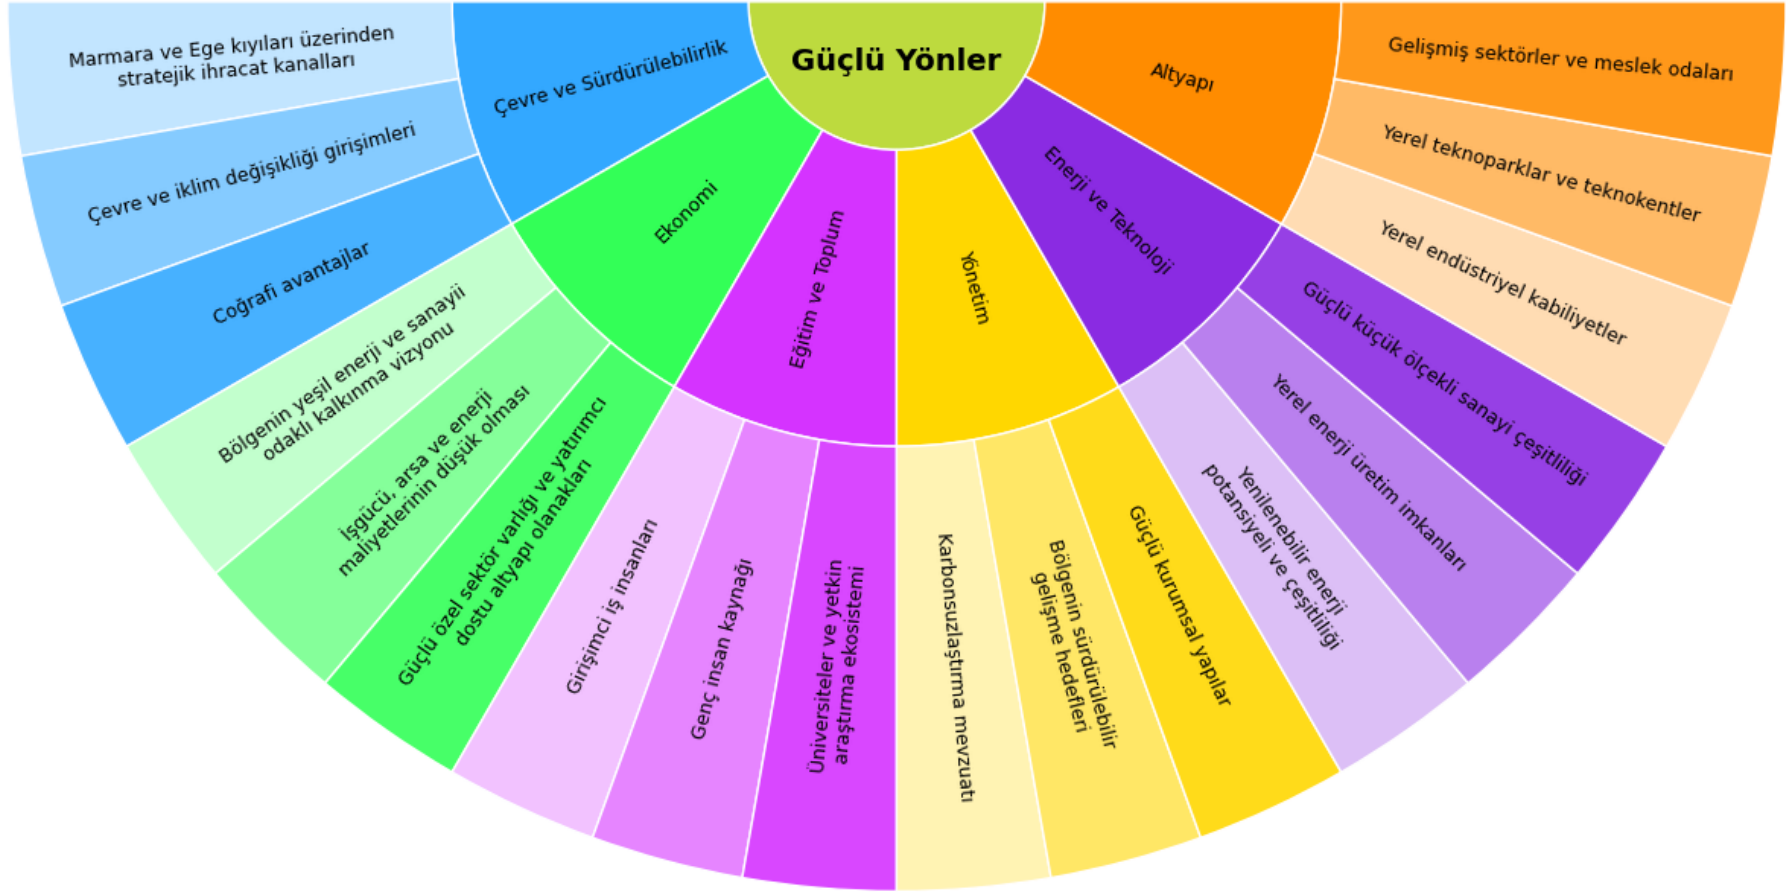 Güçlü Yönler
Çevre ve Sürdürülebilirlik
Marmara ve Ege kıyıları üzerinden
stratejik ihracat kanalları
Çevre ve iklim değişikliği girişimleri
Coğrafi avantajlar
Ekonomi
Bölgenin yeşil enerji ve sanayii
odaklı kalkınma vizyonu
İşgücü, arsa ve enerji
maliyetlerinin düşük olması
Güçlü özel sektör varlığı ve yatırımcı
dostu altyapı olanakları
Eğitim ve Toplum
Girişimci iş insanları
Genç insan kaynağı
Üniversiteler ve yetkin
araştırma ekosistemi
Yönetim
Karbonsuzlaştırma mevzuatı
Bölgenin sürdürülebilir
gelişme hedefleri
Güçlü kurumsal yapılar
Enerji ve Teknoloji
Yenilenebilir enerji
potansiyeli ve çeşitliliği
Yerel enerji üretim imkanları
Güçlü küçük ölçekli sanayi çeşitliliği
Altyapı
Yerel endüstriyel kabiliyetler
Yerel teknoparklar ve teknokentler
Gelişmiş sektörler ve meslek odaları